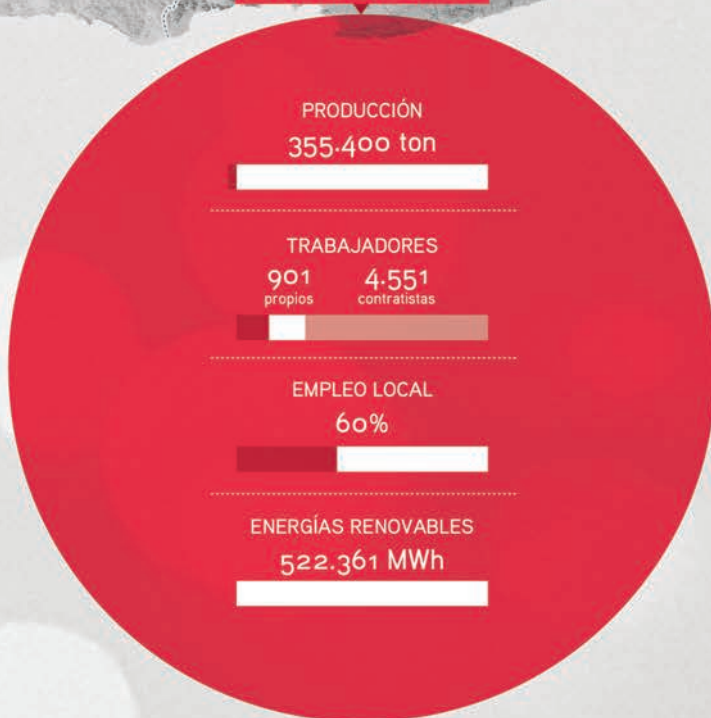 PRODUCCIÓN
355.400 ton
TRABAJADORES
901 4.551
propios contratistas
EMPLEO LOCAL
60%
ENERGÍAS RENOVABLES
522.361 MWh